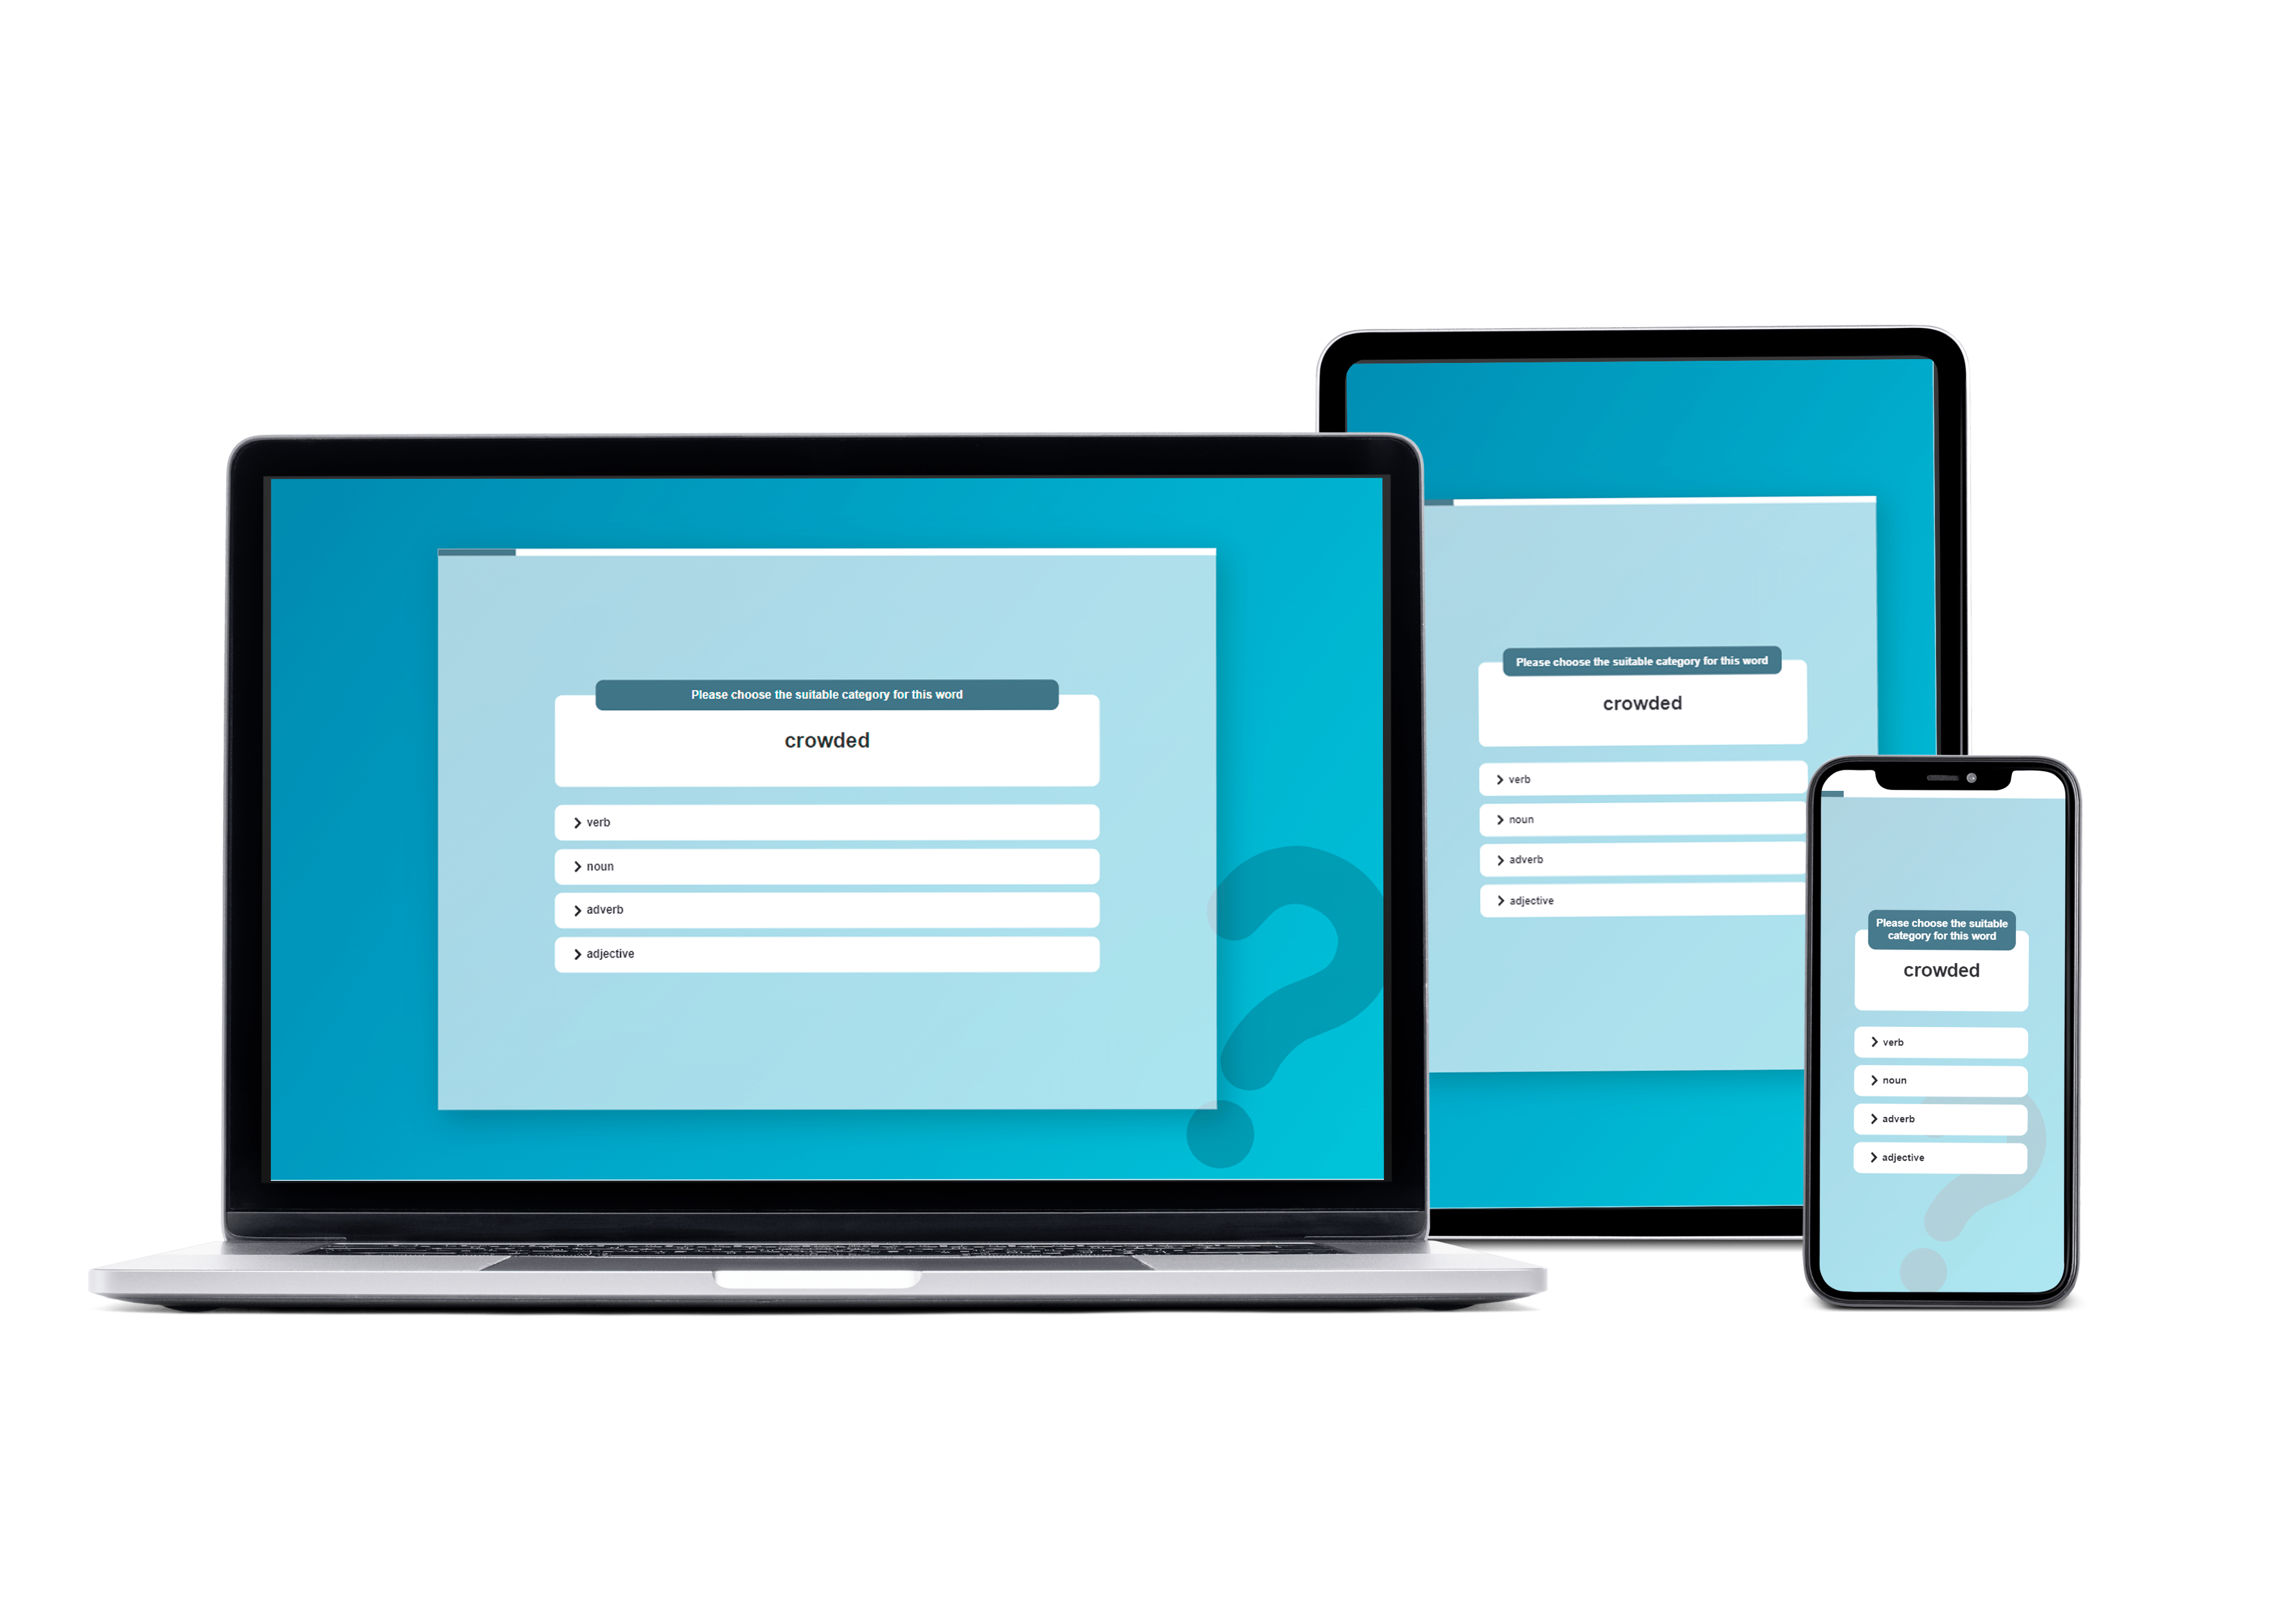 Please choose the suitable category for this word
crowded
verb
noun
adverb
adjective
Please choose the suitable category for this word
crowded
verb
noun
adverb
adjective
Please choose the suitable
category for this word
crowded
verb
noun
adverb
adjective